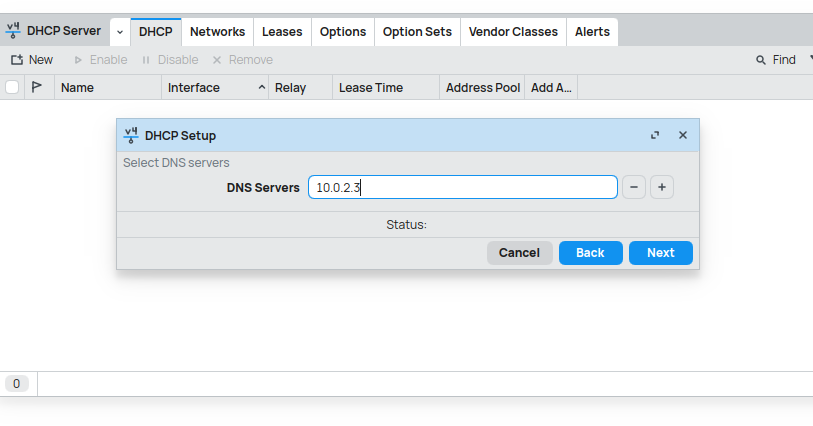 v4 DHCP Server DHCP Networks Leases Options Option Sets Vendor Classes Alerts
New Enable Disable Remove Find
Name Interface Relay Lease Time Address Pool Add A...
v4 DHCP Setup
Select DNS servers
DNS Servers 10.0.2.3
Status:
Cancel Back Next
0